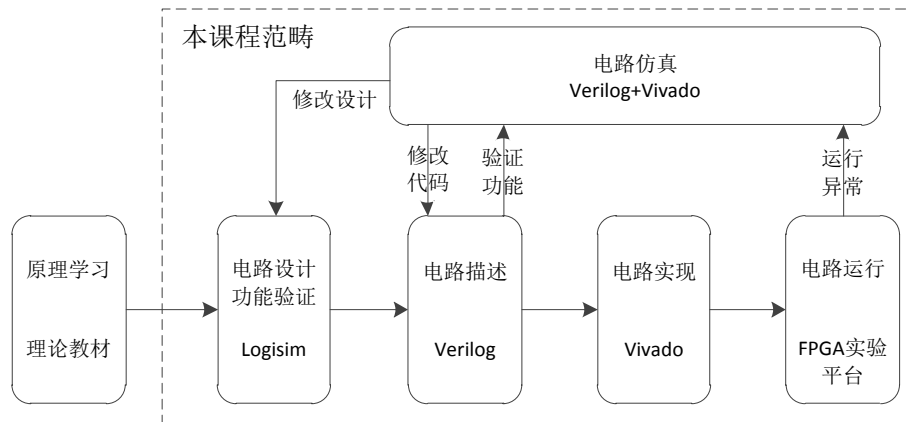 本课程范畴
电路仿真
Verilog+Vivado
修改设计
修改
代码
验证
功能
运行
异常
原理学习
理论教材
电路设计
功能验证
Logisim
电路描述
Verilog
电路实现
Vivado
电路运行
FPGA实验
平台